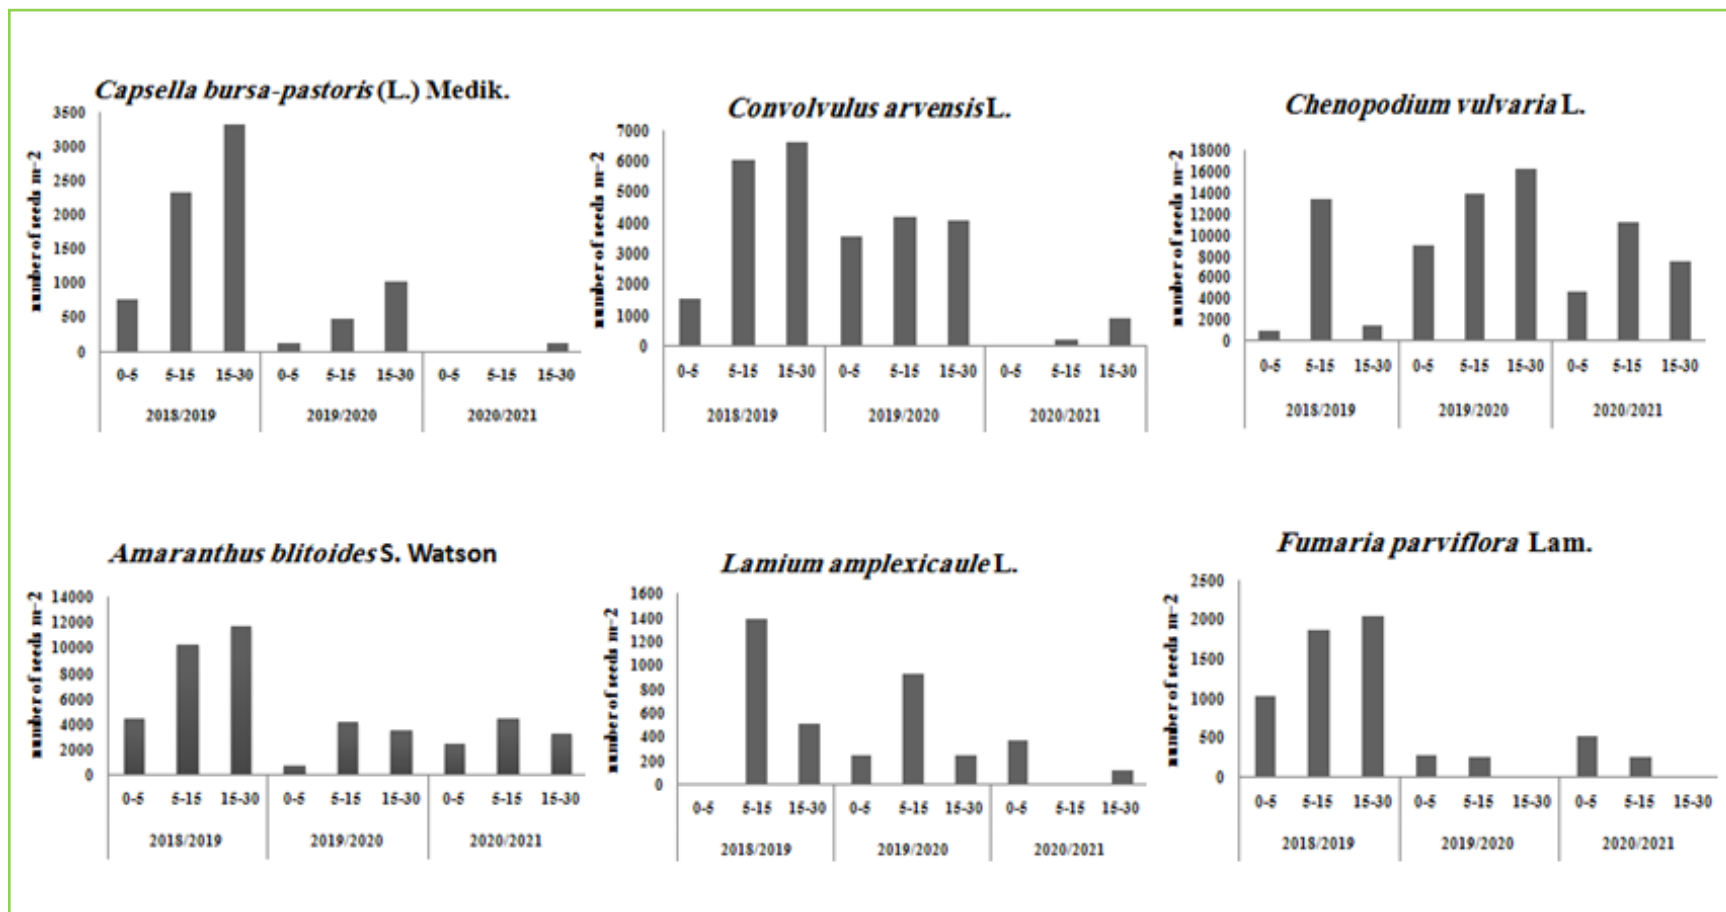 Capsella bursa-pastoris (L.) Medik.
number of seeds m-2
3500
3000
2500
2000
1500
1000
500
0
0-5 5-15 15-30 0-5 5-15 15-30 0-5 5-15 15-30
2018/2019 2019/2020 2020/2021
Convolvulus arvensis L.
number of seeds m-2
7000
6000
5000
4000
3000
2000
1000
0
0-5 5-15 15-30 0-5 5-15 15-30 0-5 5-15 15-30
2018/2019 2019/2020 2020/2021
Chenopodium vulvaria L.
number of seeds m-2
18000
16000
14000
12000
10000
8000
6000
4000
2000
0
0-5 5-15 15-30 0-5 5-15 15-30 0-5 5-15 15-30
2018/2019 2019/2020 2020/2021
Amaranthus blitoides S. Watson
number of seeds m-2
14000
12000
10000
8000
6000
4000
2000
0
0-5 5-15 15-30 0-5 5-15 15-30 0-5 5-15 15-30
2018/2019 2019/2020 2020/2021
Lamium amplexicaule L.
number of seeds m-2
1600
1400
1200
1000
800
600
400
200
0
0-5 5-15 15-30 0-5 5-15 15-30 0-5 5-15 15-30
2018/2019 2019/2020 2020/2021
Fumaria parviflora Lam.
number of seeds m-2
2500
2000
1500
1000
500
0
0-5 5-15 15-30 0-5 5-15 15-30 0-5 5-15 15-30
2018/2019 2019/2020 2020/2021